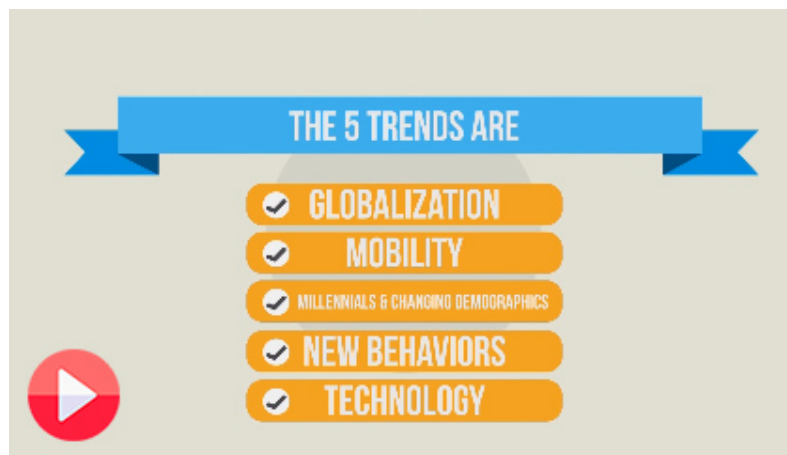 THE 5 TRENDS ARE
GLOBALIZATION
MOBILITY
MILLENNIALS & CHANGING DEMOGRAPHICS
NEW BEHAVIORS
TECHNOLOGY